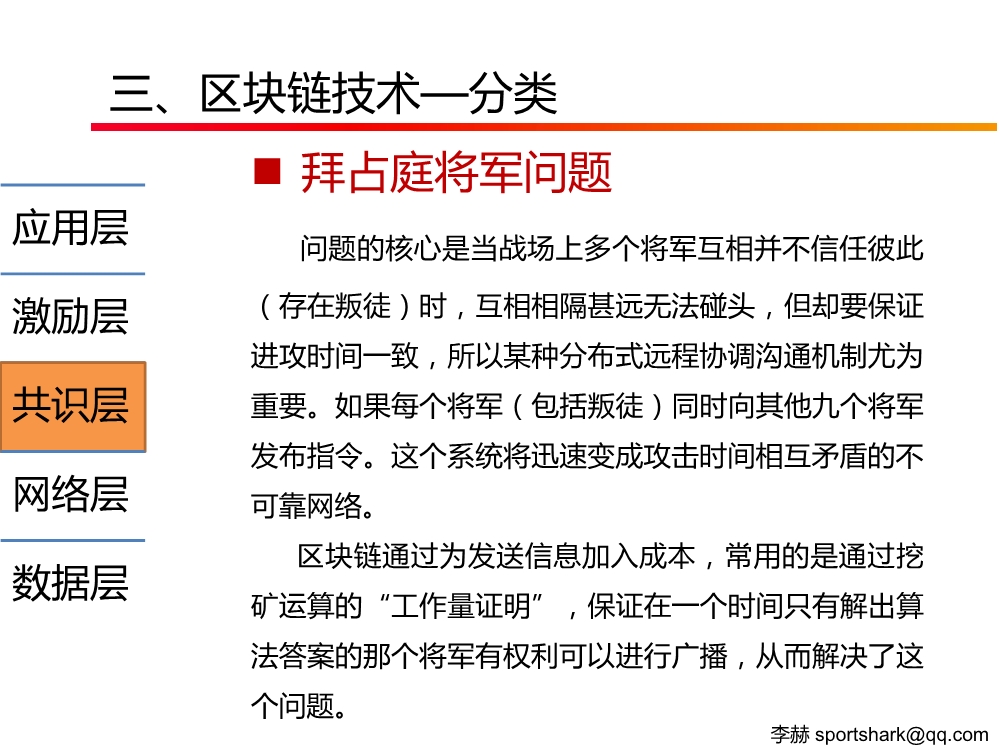 三、区块链技术—分类
■ 拜占庭将军问题
应用层
激励层
共识层
网络层
数据层
问题的核心是当战场上多个将军互相并不信任彼此
（存在叛徒）时，互相相隔甚远无法碰头，但却要保证
进攻时间一致，所以某种分布式远程协调沟通机制尤为
重要。如果每个将军（包括叛徒）同时向其他九个将军
发布指令。这个系统将迅速变成攻击时间相互矛盾的不
可靠网络。
区块链通过为发送信息加入成本，常用的是通过挖
矿运算的“工作量证明”，保证在一个时间只有解出算
法答案的那个将军有权利可以进行广播，从而解决了这
个问题。
李赫 sportshark@qq.com